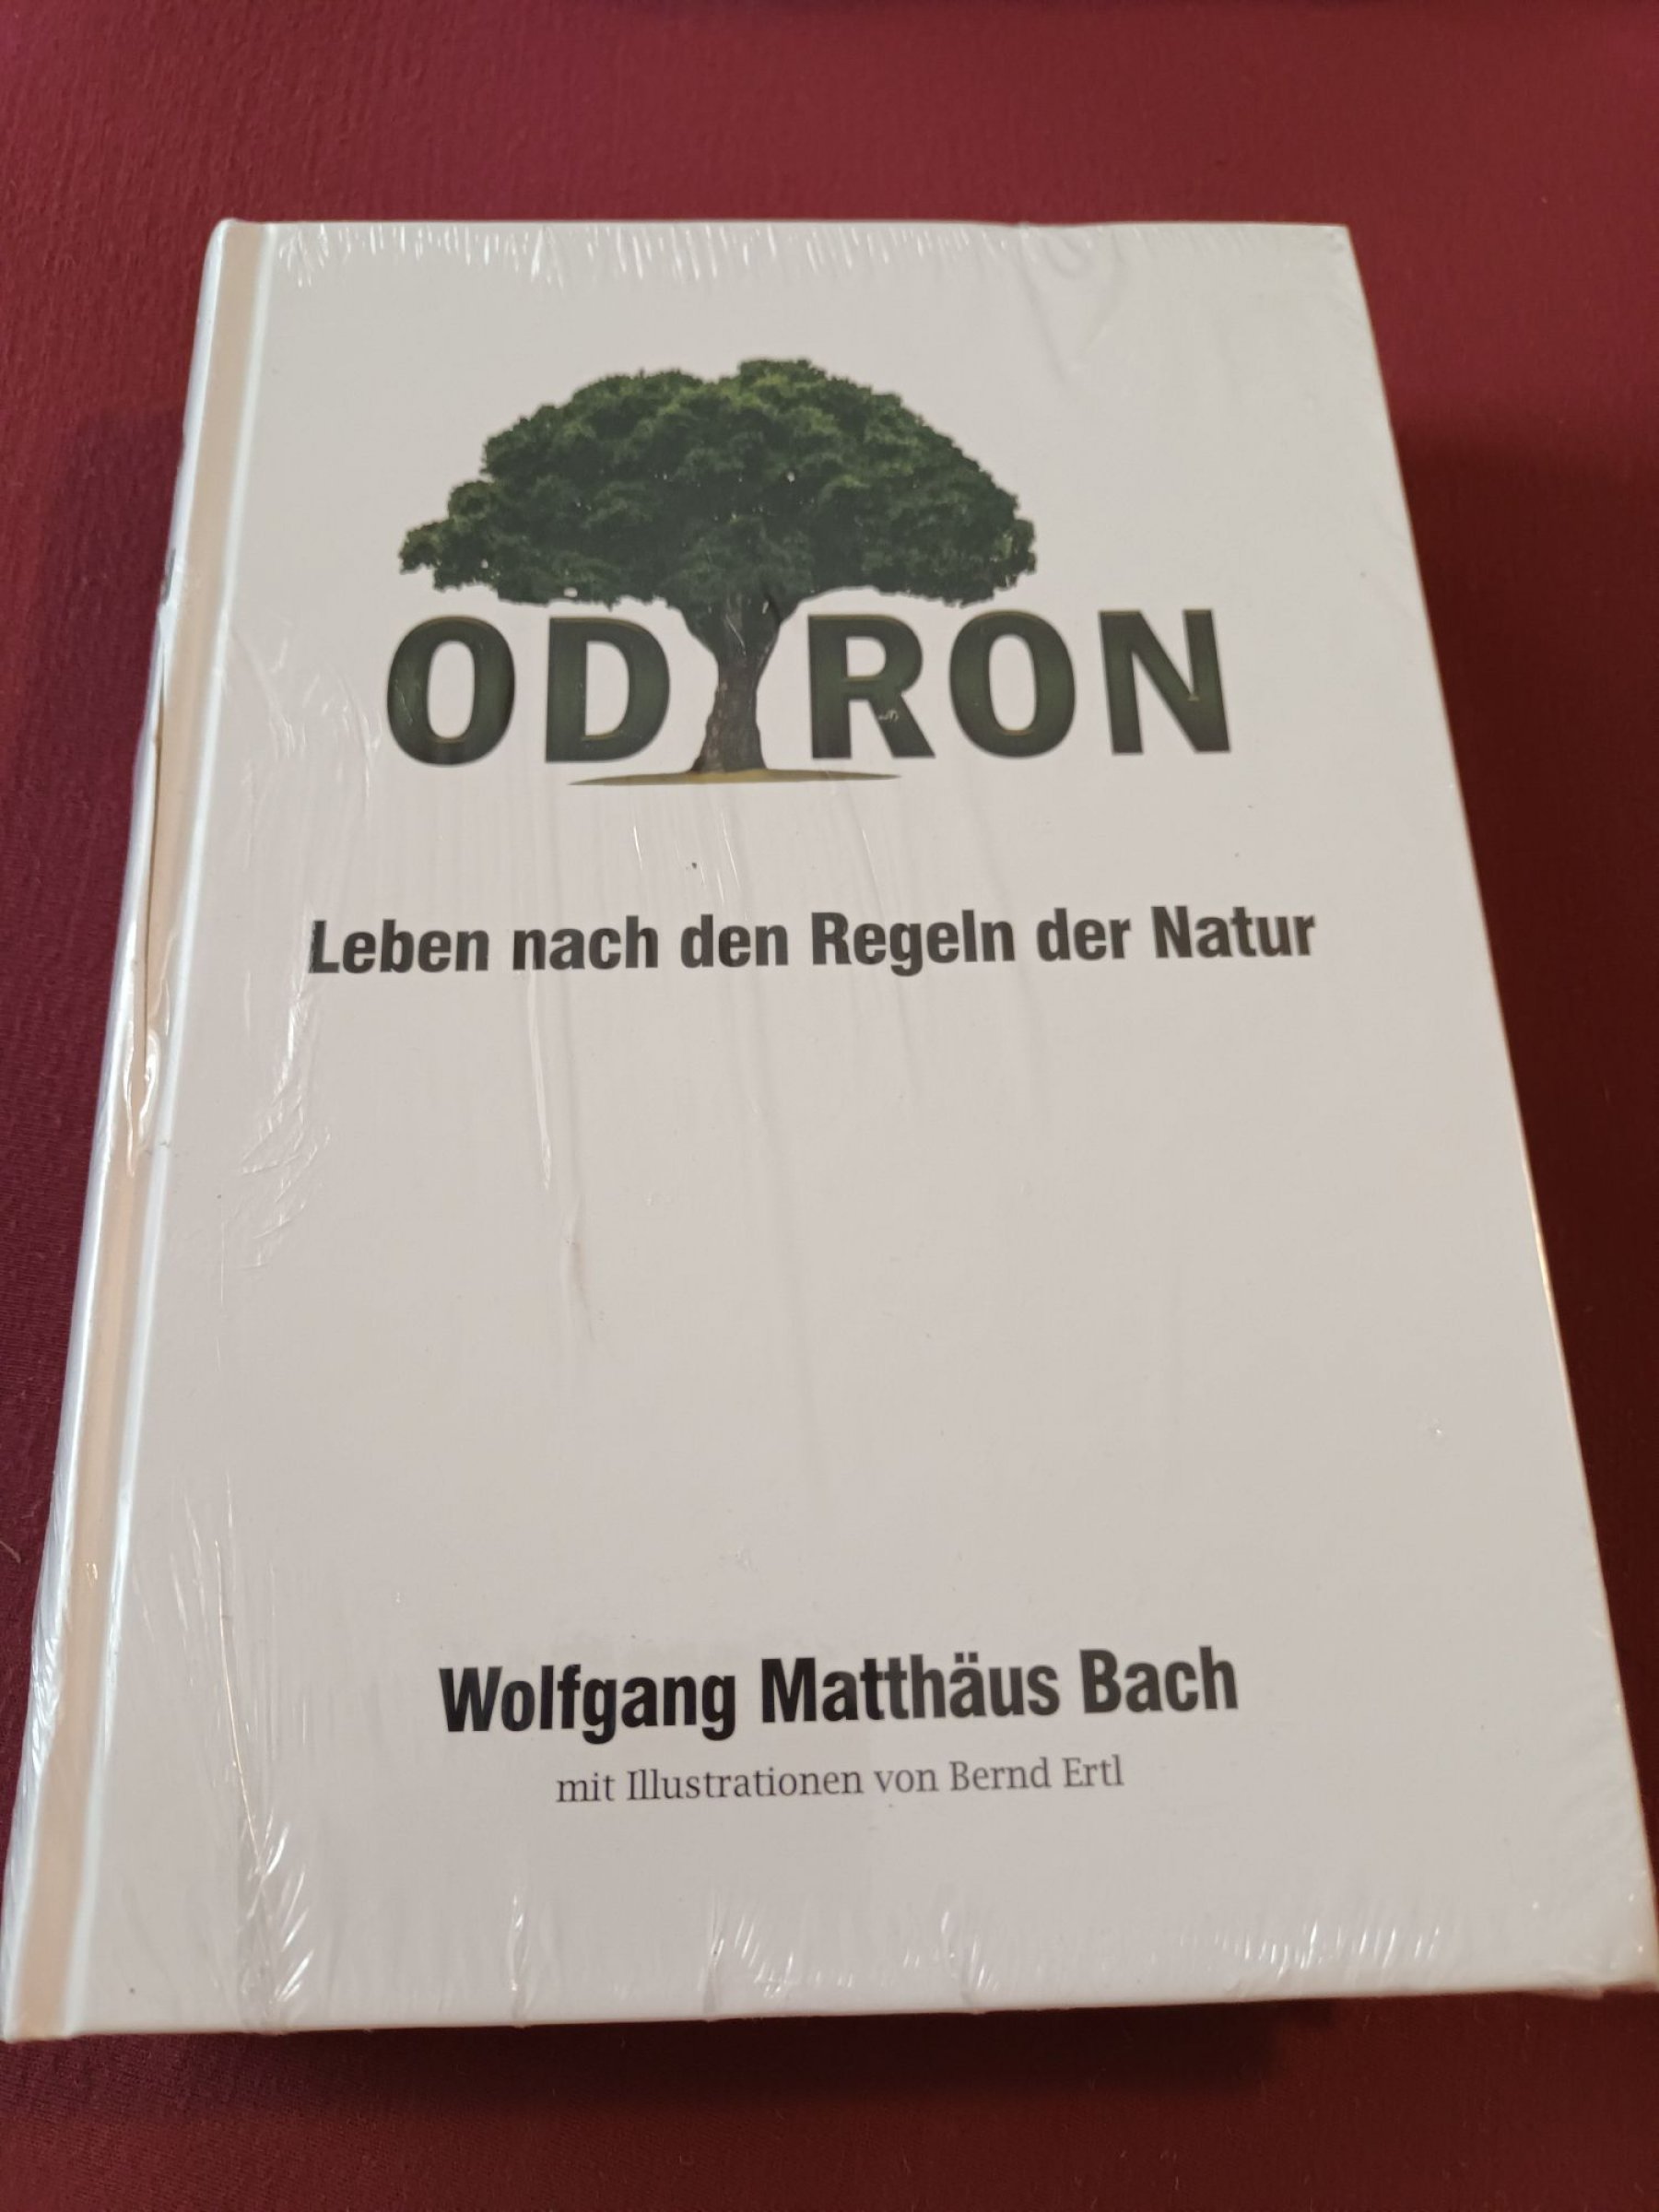 ODYRON
Leben nach den Regeln der Natur
Wolfgang Matthäus Bach
mit Illustrationen von Bernd Ertl